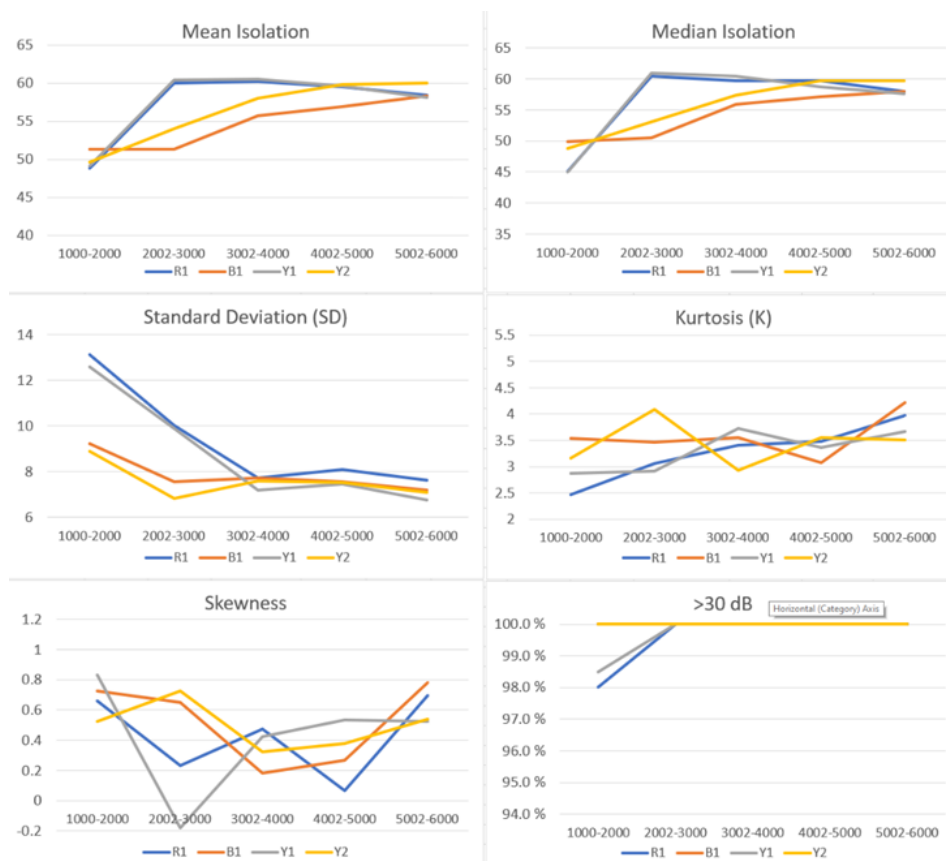 Mean Isolation
65
60
55
50
45
40
1000-2000 2002-3000 3002-4000 4002-5000 5002-6000
R1 B1 Y1 Y2
Median Isolation
65
60
55
50
45
40
35
1000-2000 2002-3000 3002-4000 4002-5000 5002-6000
R1 B1 Y1 Y2
Standard Deviation (SD)
14
12
10
8
6
1000-2000 2002-3000 3002-4000 4002-5000 5002-6000
R1 B1 Y1 Y2
Kurtosis (K)
5.5
5
4.5
4
3.5
3
2.5
2
1000-2000 2002-3000 3002-4000 4002-5000 5002-6000
R1 B1 Y1 Y2
Skewness
1.2
1
0.8
0.6
0.4
0.2
0
-0.2
1000-2000 2002-3000 3002-4000 4002-5000 5002-6000
R1 B1 Y1 Y2
>30 dB
Horizontal (Category) Axis
100.0 %
99.0 %
98.0 %
97.0 %
96.0 %
95.0 %
94.0 %
1000-2000 2002-3000 3002-4000 4002-5000 5002-6000
R1 B1 Y1 Y2